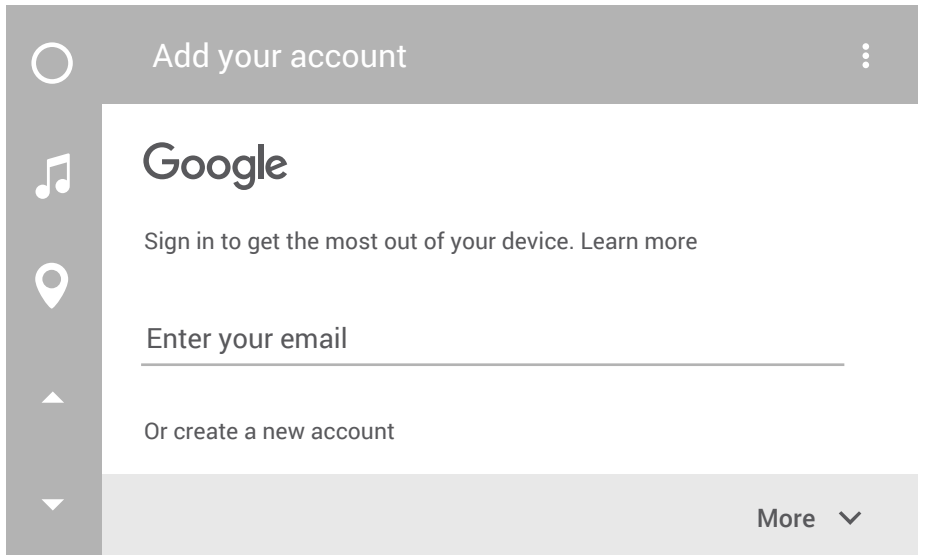 Add your account
Google
Sign in to get the most out of your device. Learn more
Enter your email
Or create a new account
More